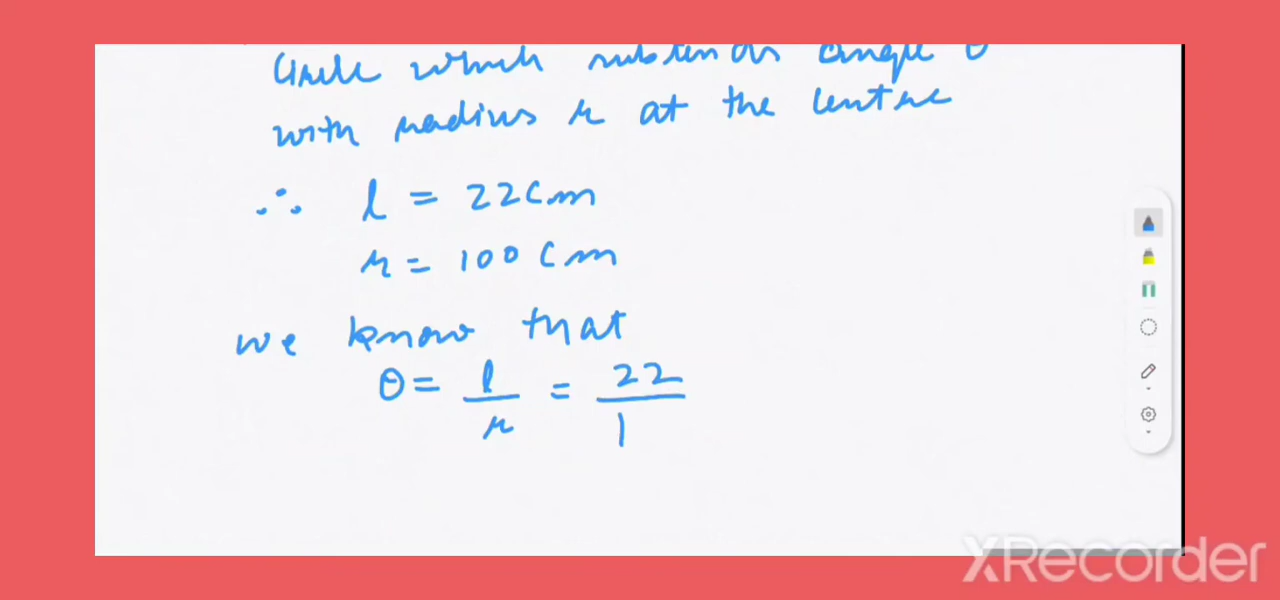 Circle which subtends angle θ
with radius r at the centre
∴ l = 22cm
r = 100 cm
we know that
θ = l/r = 22/1
XRecorder